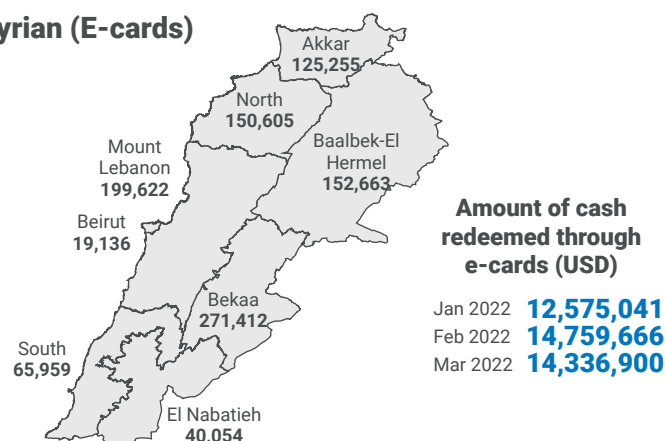 yrian (E-cards)
Akkar
125,255
North
150,605
Baalbek-El
Hermel
152,663
Mount
Lebanon
199,622
Beirut
19,136
Bekaa
271,412
South
65,959
El Nabatieh
40,054
Amount of cash
redeemed through
e-cards (USD)
Jan 2022 12,575,041
Feb 2022 14,759,666
Mar 2022 14,336,900